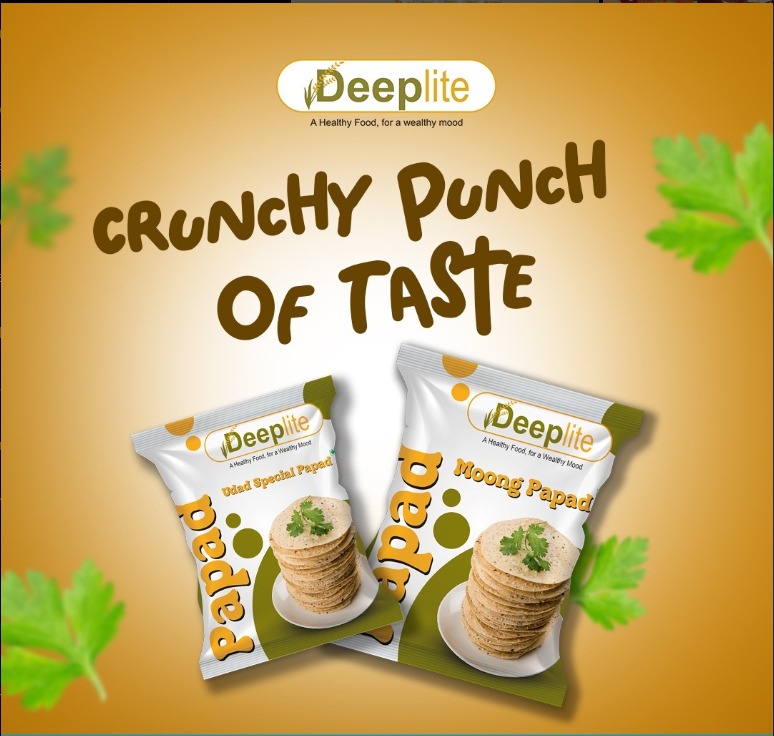 Deeplite
A Healthy Food, for a wealthy mood
CRUNCHY PUNCH
OF TASTE
Deeplite
A Healthy Food, for a Wealthy Mood
Udad Special Papad
Papad
Deeplite
A Healthy Food, for a Wealthy Mood
Moong Papad
apad